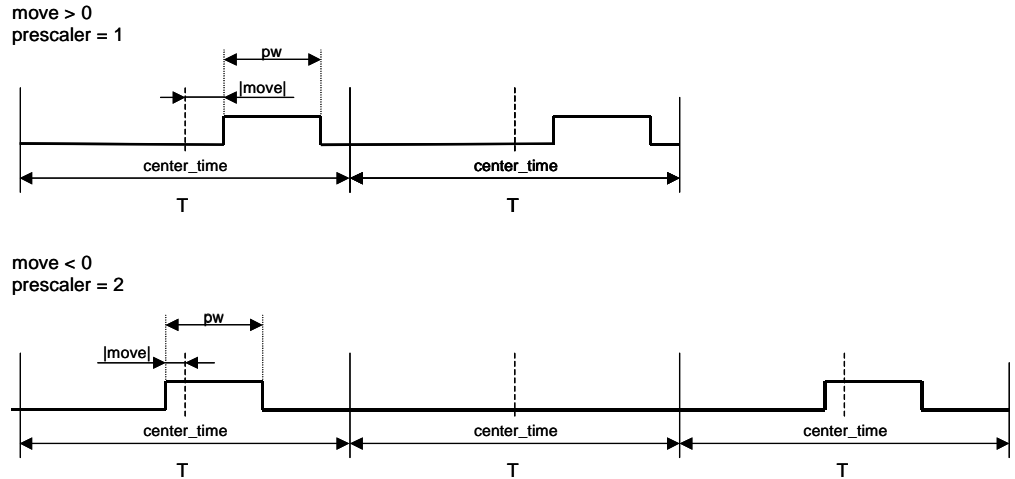 move > 0
prescaler = 1
pw
|move|
center_time center_time
T T
move < 0
prescaler = 2
pw
|move|
center_time center_time center_time
T T T